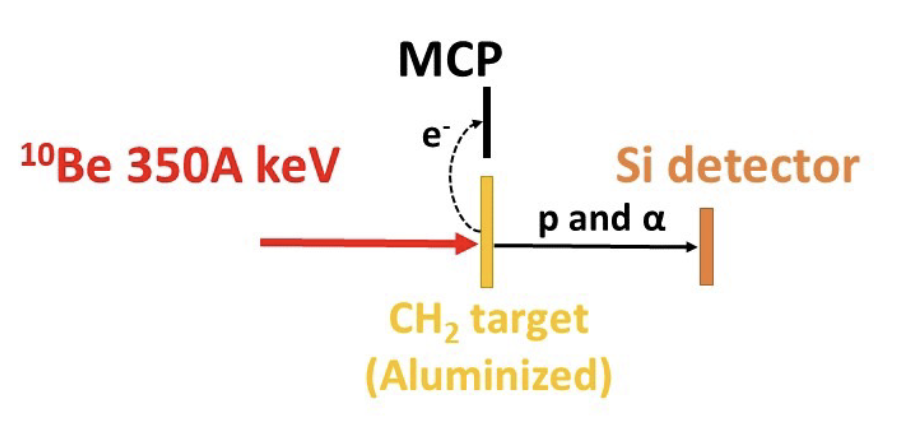 MCP
e⁻
¹⁰Be 350A keV
Si detector
p and α
CH₂ target
(Aluminized)